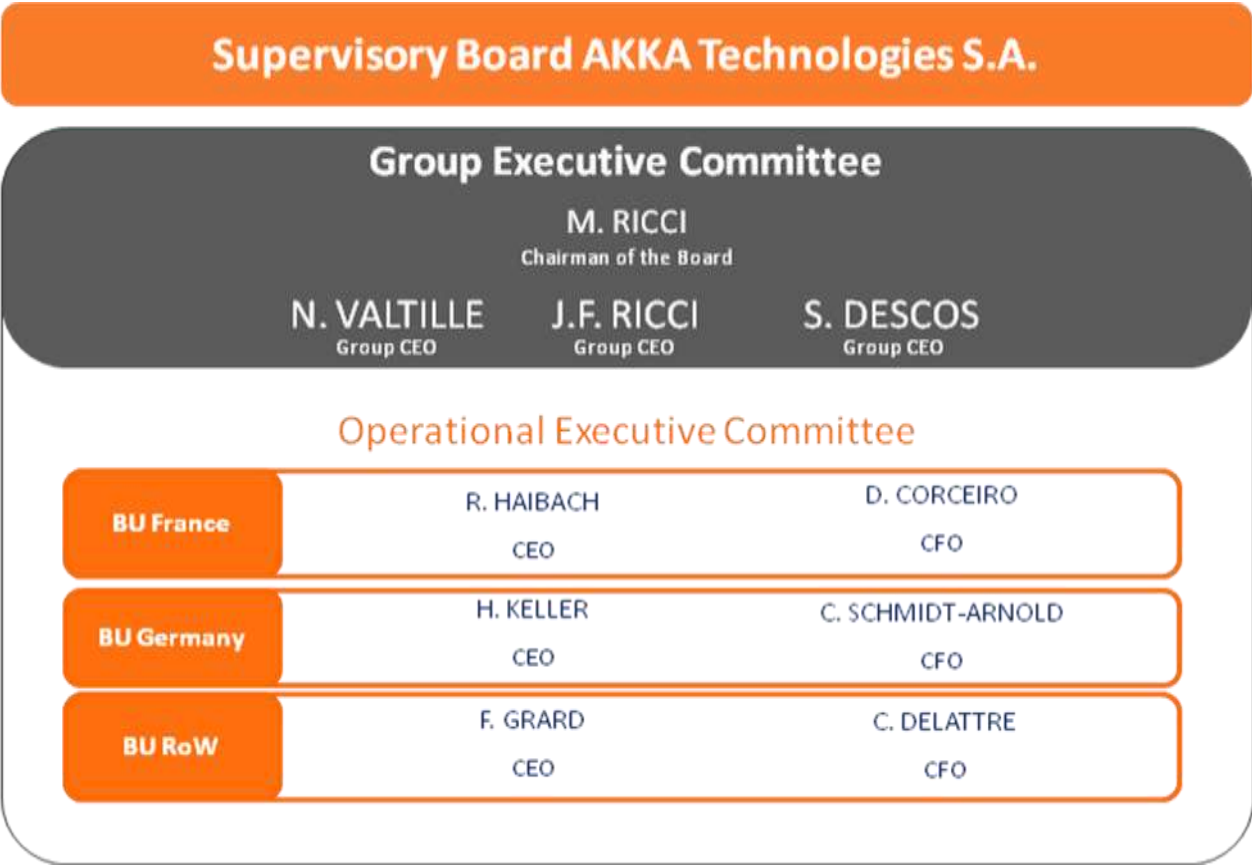 Supervisory Board AKKA Technologies S.A.
Group Executive Committee
M. RICCI
Chairman of the Board
N. VALTILLE J.F. RICCI S. DESCOS
Group CEO Group CEO Group CEO
Operational Executive Committee
BU France
R. HAIBACH D. CORCEIRO
CEO CFO
BU Germany
H. KELLER C. SCHMIDT-ARNOLD
CEO CFO
BU RoW
F. GRARD C. DELATTRE
CEO CFO